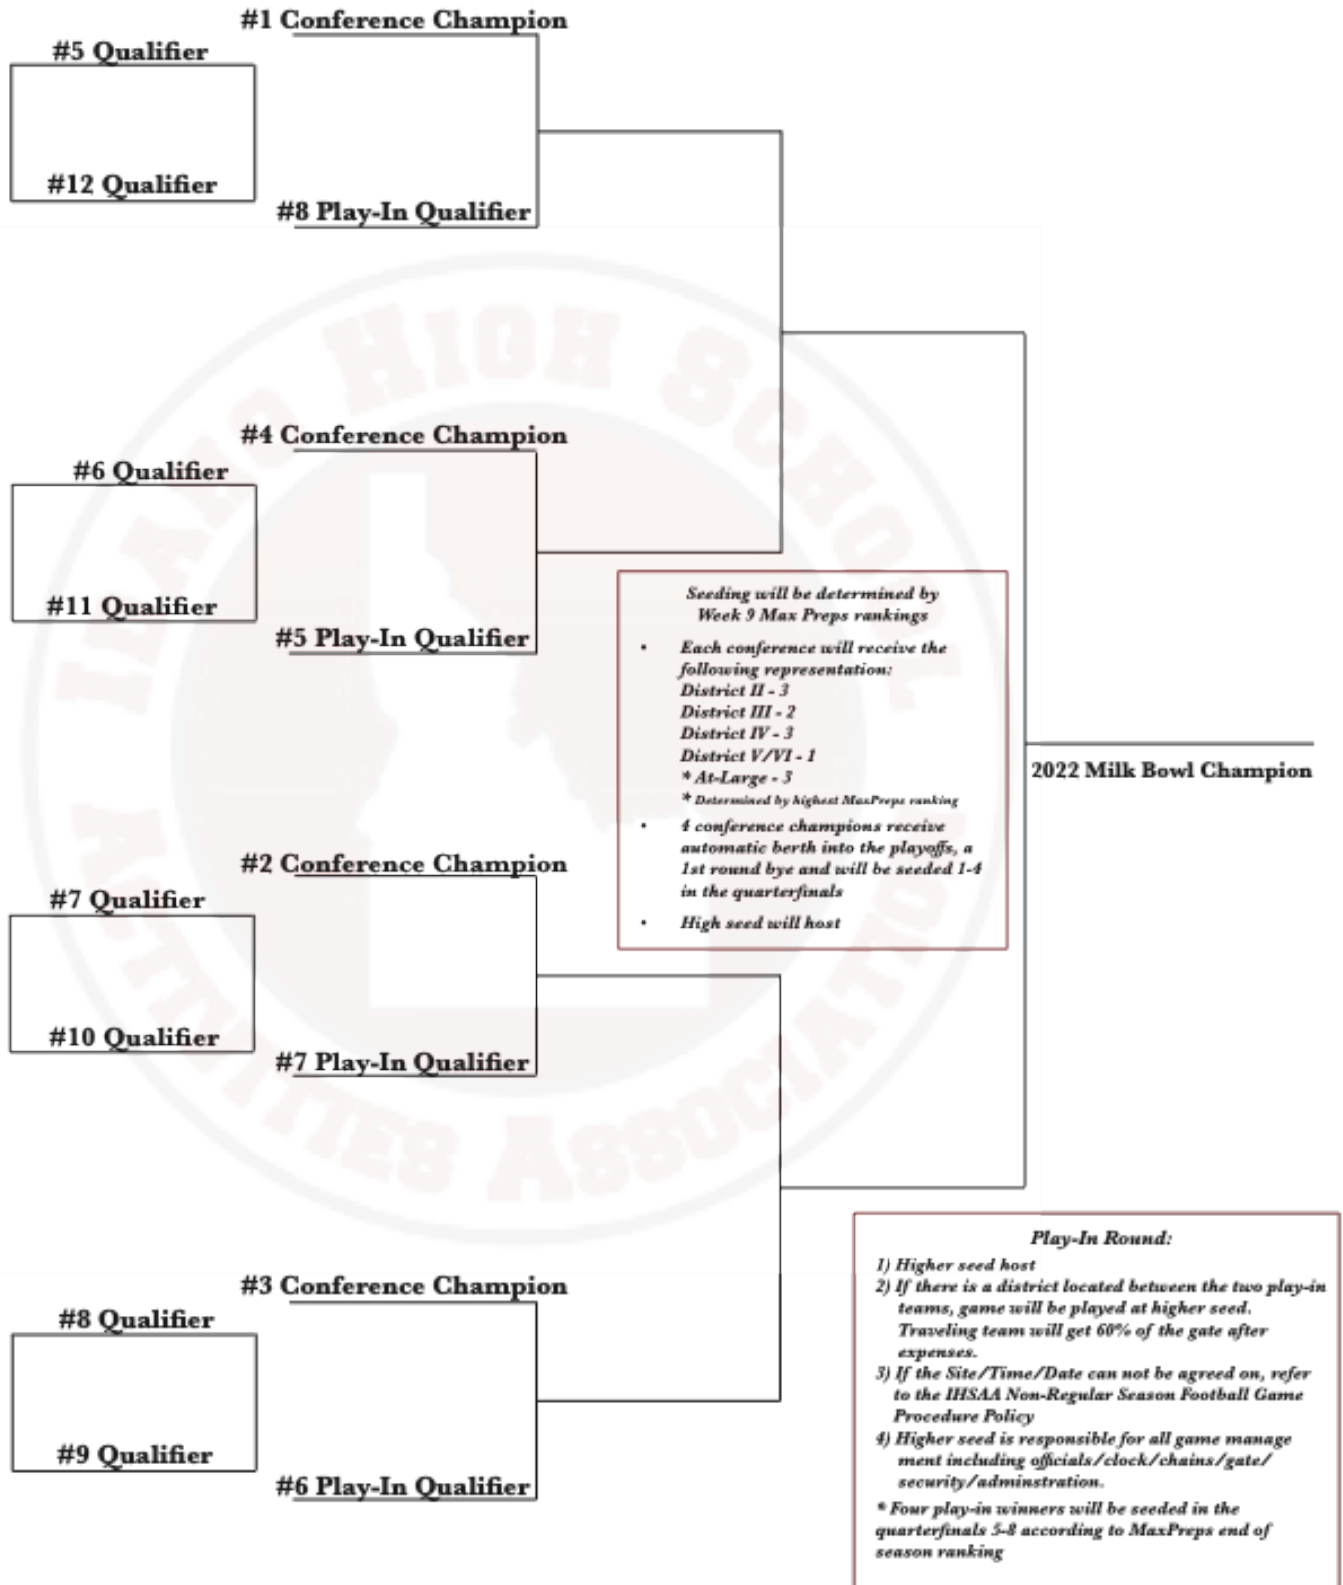 #1 Conference Champion
#5 Qualifier
#12 Qualifier
#8 Play-In Qualifier
IDAHO HIGH SCHOOL
ACTIVITIES ASSOCIATION
#4 Conference Champion
#6 Qualifier
#11 Qualifier
#5 Play-In Qualifier
Seeding will be determined by
Week 9 Max Preps rankings
• Each conference will receive the
following representation:
District II - 3
District III - 2
District IV - 3
District V/VI - 1
* At-Large - 3
* Determined by highest MaxPreps ranking
• 4 conference champions receive
automatic berth into the playoffs, a
1st round bye and will be seeded 1-4
in the quarterfinals
• High seed will host
2022 Milk Bowl Champion
#2 Conference Champion
#7 Qualifier
#10 Qualifier
#7 Play-In Qualifier
#3 Conference Champion
#8 Qualifier
#9 Qualifier
#6 Play-In Qualifier
Play-In Round:
1) Higher seed host
2) If there is a district located between the two play-in
teams, game will be played at higher seed.
Traveling team will get 60% of the gate after
expenses.
3) If the Site/Time/Date can not be agreed on, refer
to the IHSAA Non-Regular Season Football Game
Procedure Policy
4) Higher seed is responsible for all game manage
ment including officials/clock/chains/gate/
security/adminstration.
* Four play-in winners will be seeded in the
quarterfinals 5-8 according to MaxPreps end of
season ranking